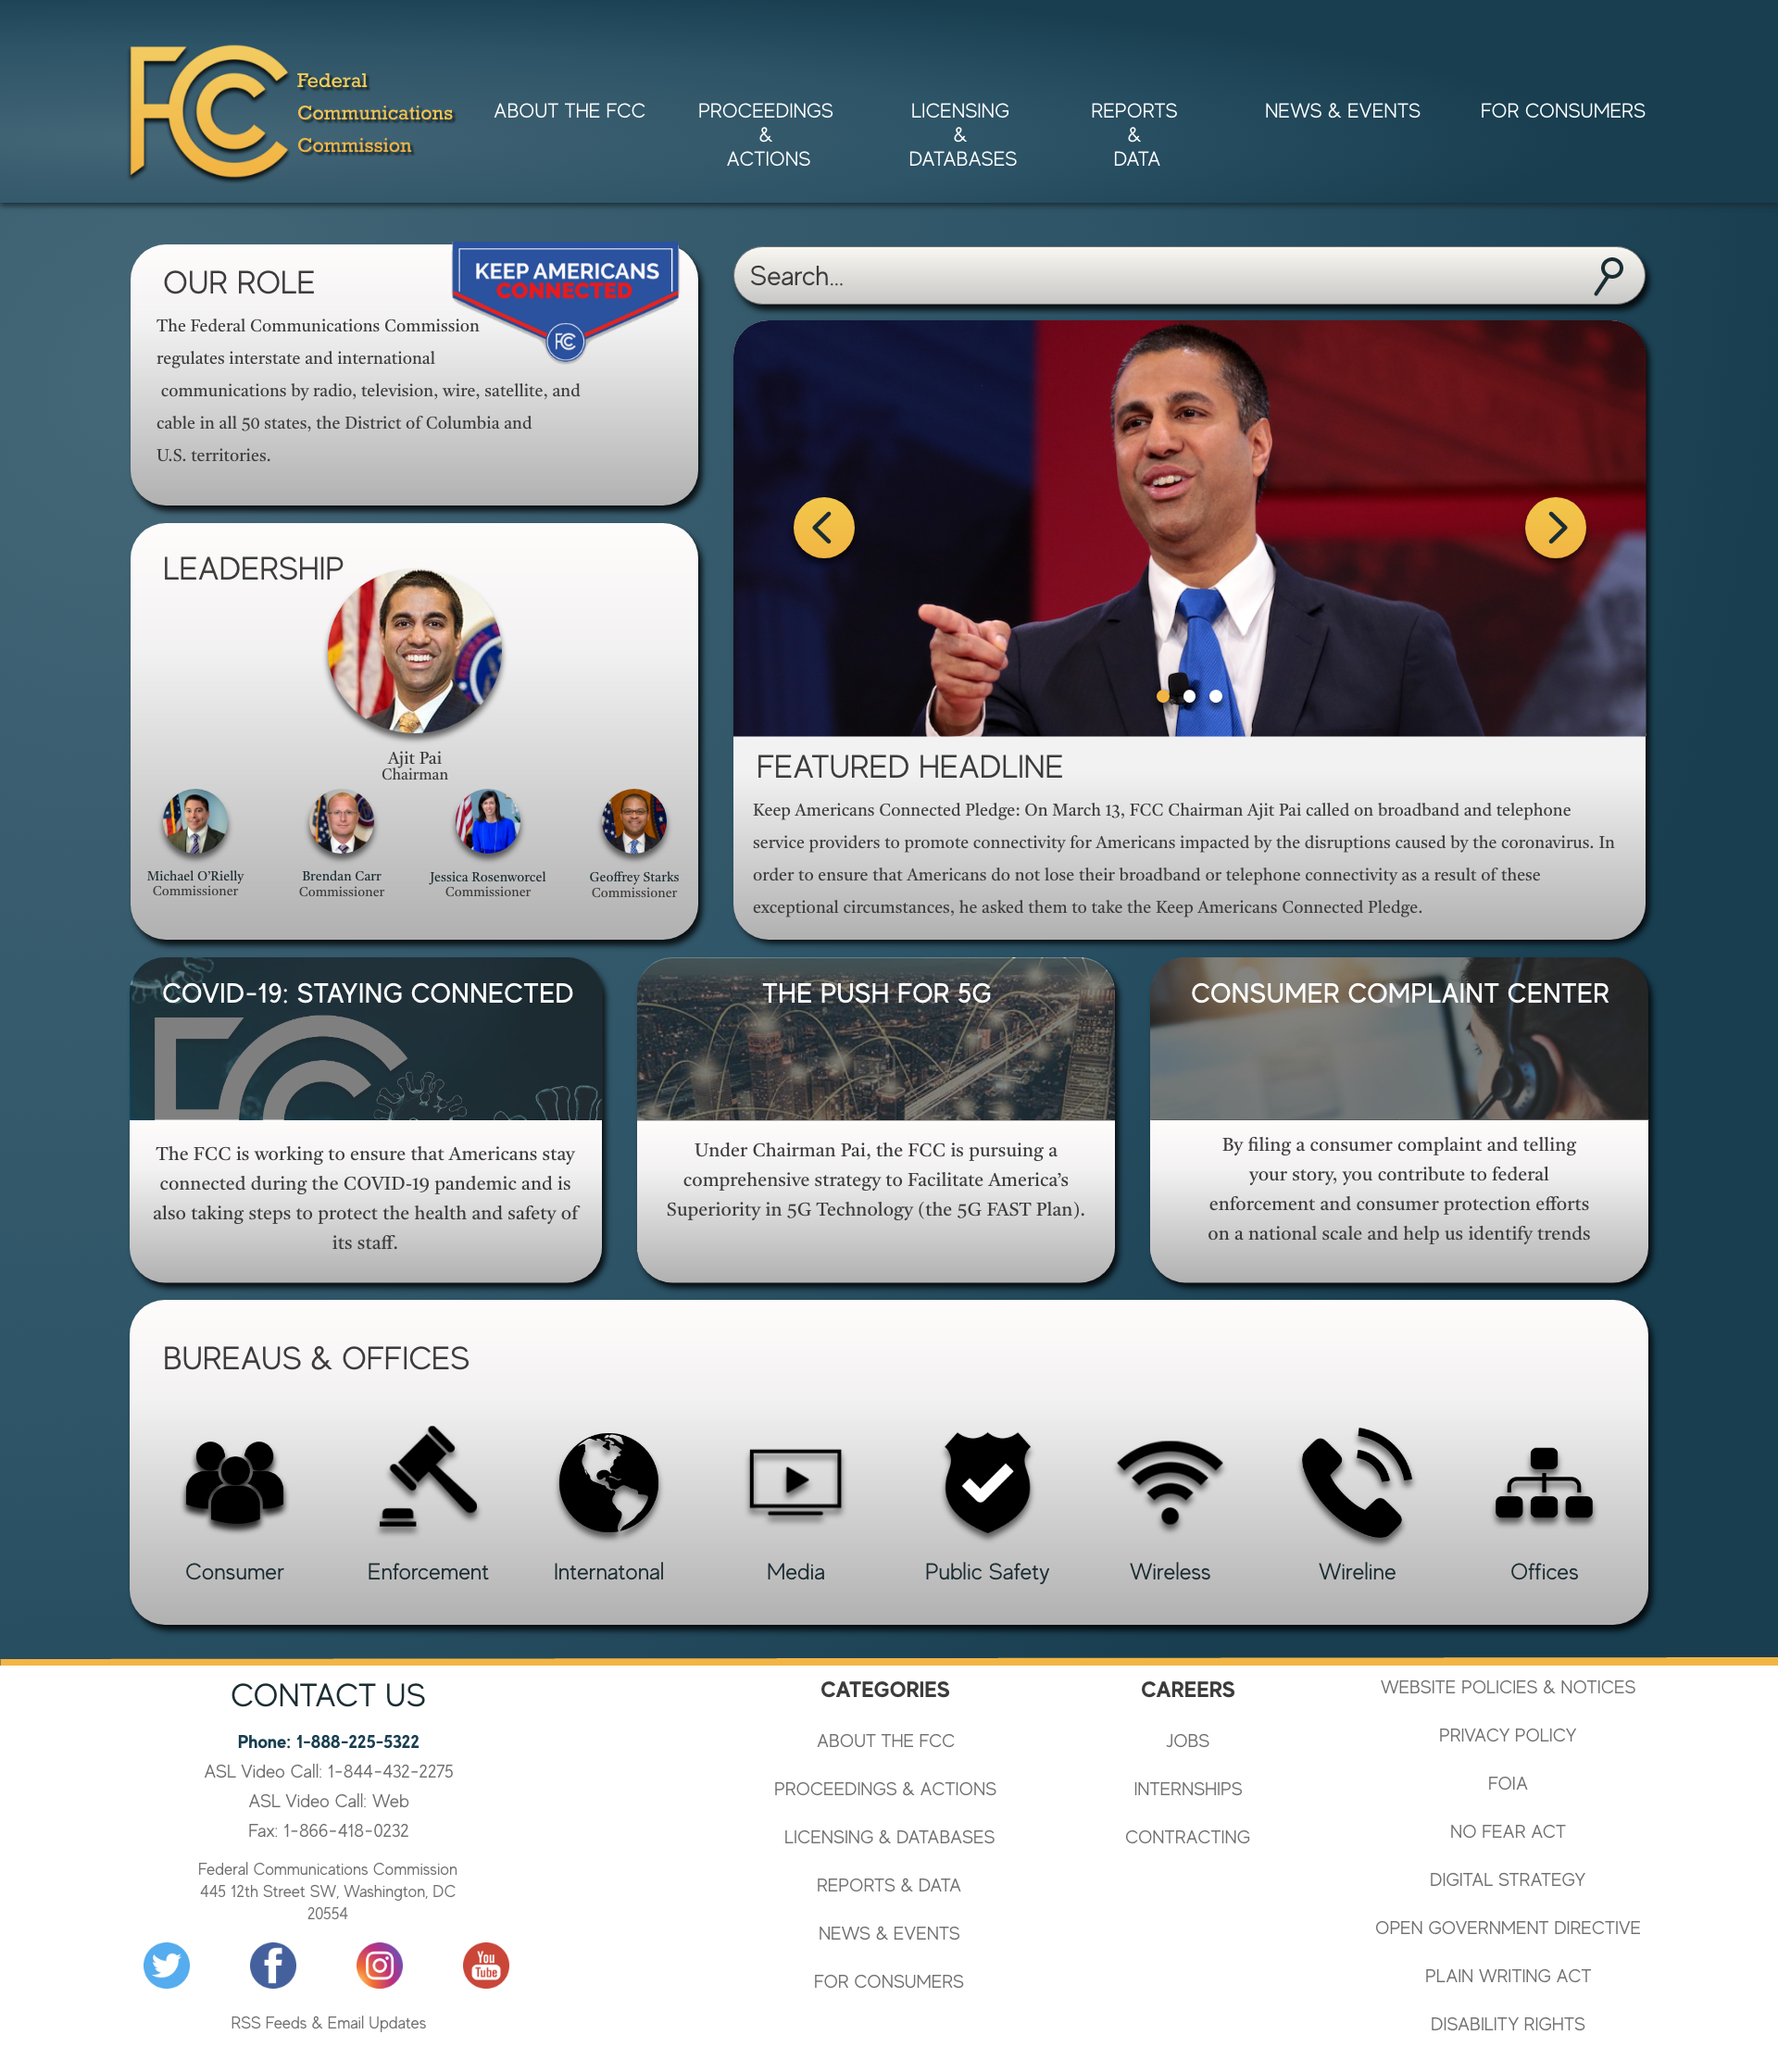 FCC
Federal
Communications
Commission
ABOUT THE FCC
PROCEEDINGS
&
ACTIONS
LICENSING
&
DATABASES
REPORTS
&
DATA
NEWS & EVENTS
FOR CONSUMERS
OUR ROLE
KEEP AMERICANS
CONNECTED
FCC
The Federal Communications Commission
regulates interstate and international
communications by radio, television, wire, satellite, and
cable in all 50 states, the District of Columbia and
U.S. territories.
Search...
LEADERSHIP
Ajit Pai
Chairman
Michael O'Rielly
Commissioner
Brendan Carr
Commissioner
Jessica Rosenworcel
Commissioner
Geoffrey Starks
Commissioner
FEATURED HEADLINE
Keep Americans Connected Pledge: On March 13, FCC Chairman Ajit Pai called on broadband and telephone
service providers to promote connectivity for Americans impacted by the disruptions caused by the coronavirus. In
order to ensure that Americans do not lose their broadband or telephone connectivity as a result of these
exceptional circumstances, he asked them to take the Keep Americans Connected Pledge.
COVID-19: STAYING CONNECTED
FCC
The FCC is working to ensure that Americans stay
connected during the COVID-19 pandemic and is
also taking steps to protect the health and safety of
its staff.
THE PUSH FOR 5G
Under Chairman Pai, the FCC is pursuing a
comprehensive strategy to Facilitate America's
Superiority in 5G Technology (the 5G FAST Plan).
CONSUMER COMPLAINT CENTER
By filing a consumer complaint and telling
your story, you contribute to federal
enforcement and consumer protection efforts
on a national scale and help us identify trends
BUREAUS & OFFICES
Consumer
Enforcement
Internatonal
Media
Public Safety
Wireless
Wireline
Offices
CONTACT US
Phone: 1-888-225-5322
ASL Video Call: 1-844-432-2275
ASL Video Call: Web
Fax: 1-866-418-0232
Federal Communications Commission
445 12th Street SW, Washington, DC
20554
You
Tube
RSS Feeds & Email Updates
CATEGORIES
ABOUT THE FCC
PROCEEDINGS & ACTIONS
LICENSING & DATABASES
REPORTS & DATA
NEWS & EVENTS
FOR CONSUMERS
CAREERS
JOBS
INTERNSHIPS
CONTRACTING
WEBSITE POLICIES & NOTICES
PRIVACY POLICY
FOIA
NO FEAR ACT
DIGITAL STRATEGY
OPEN GOVERNMENT DIRECTIVE
PLAIN WRITING ACT
DISABILITY RIGHTS